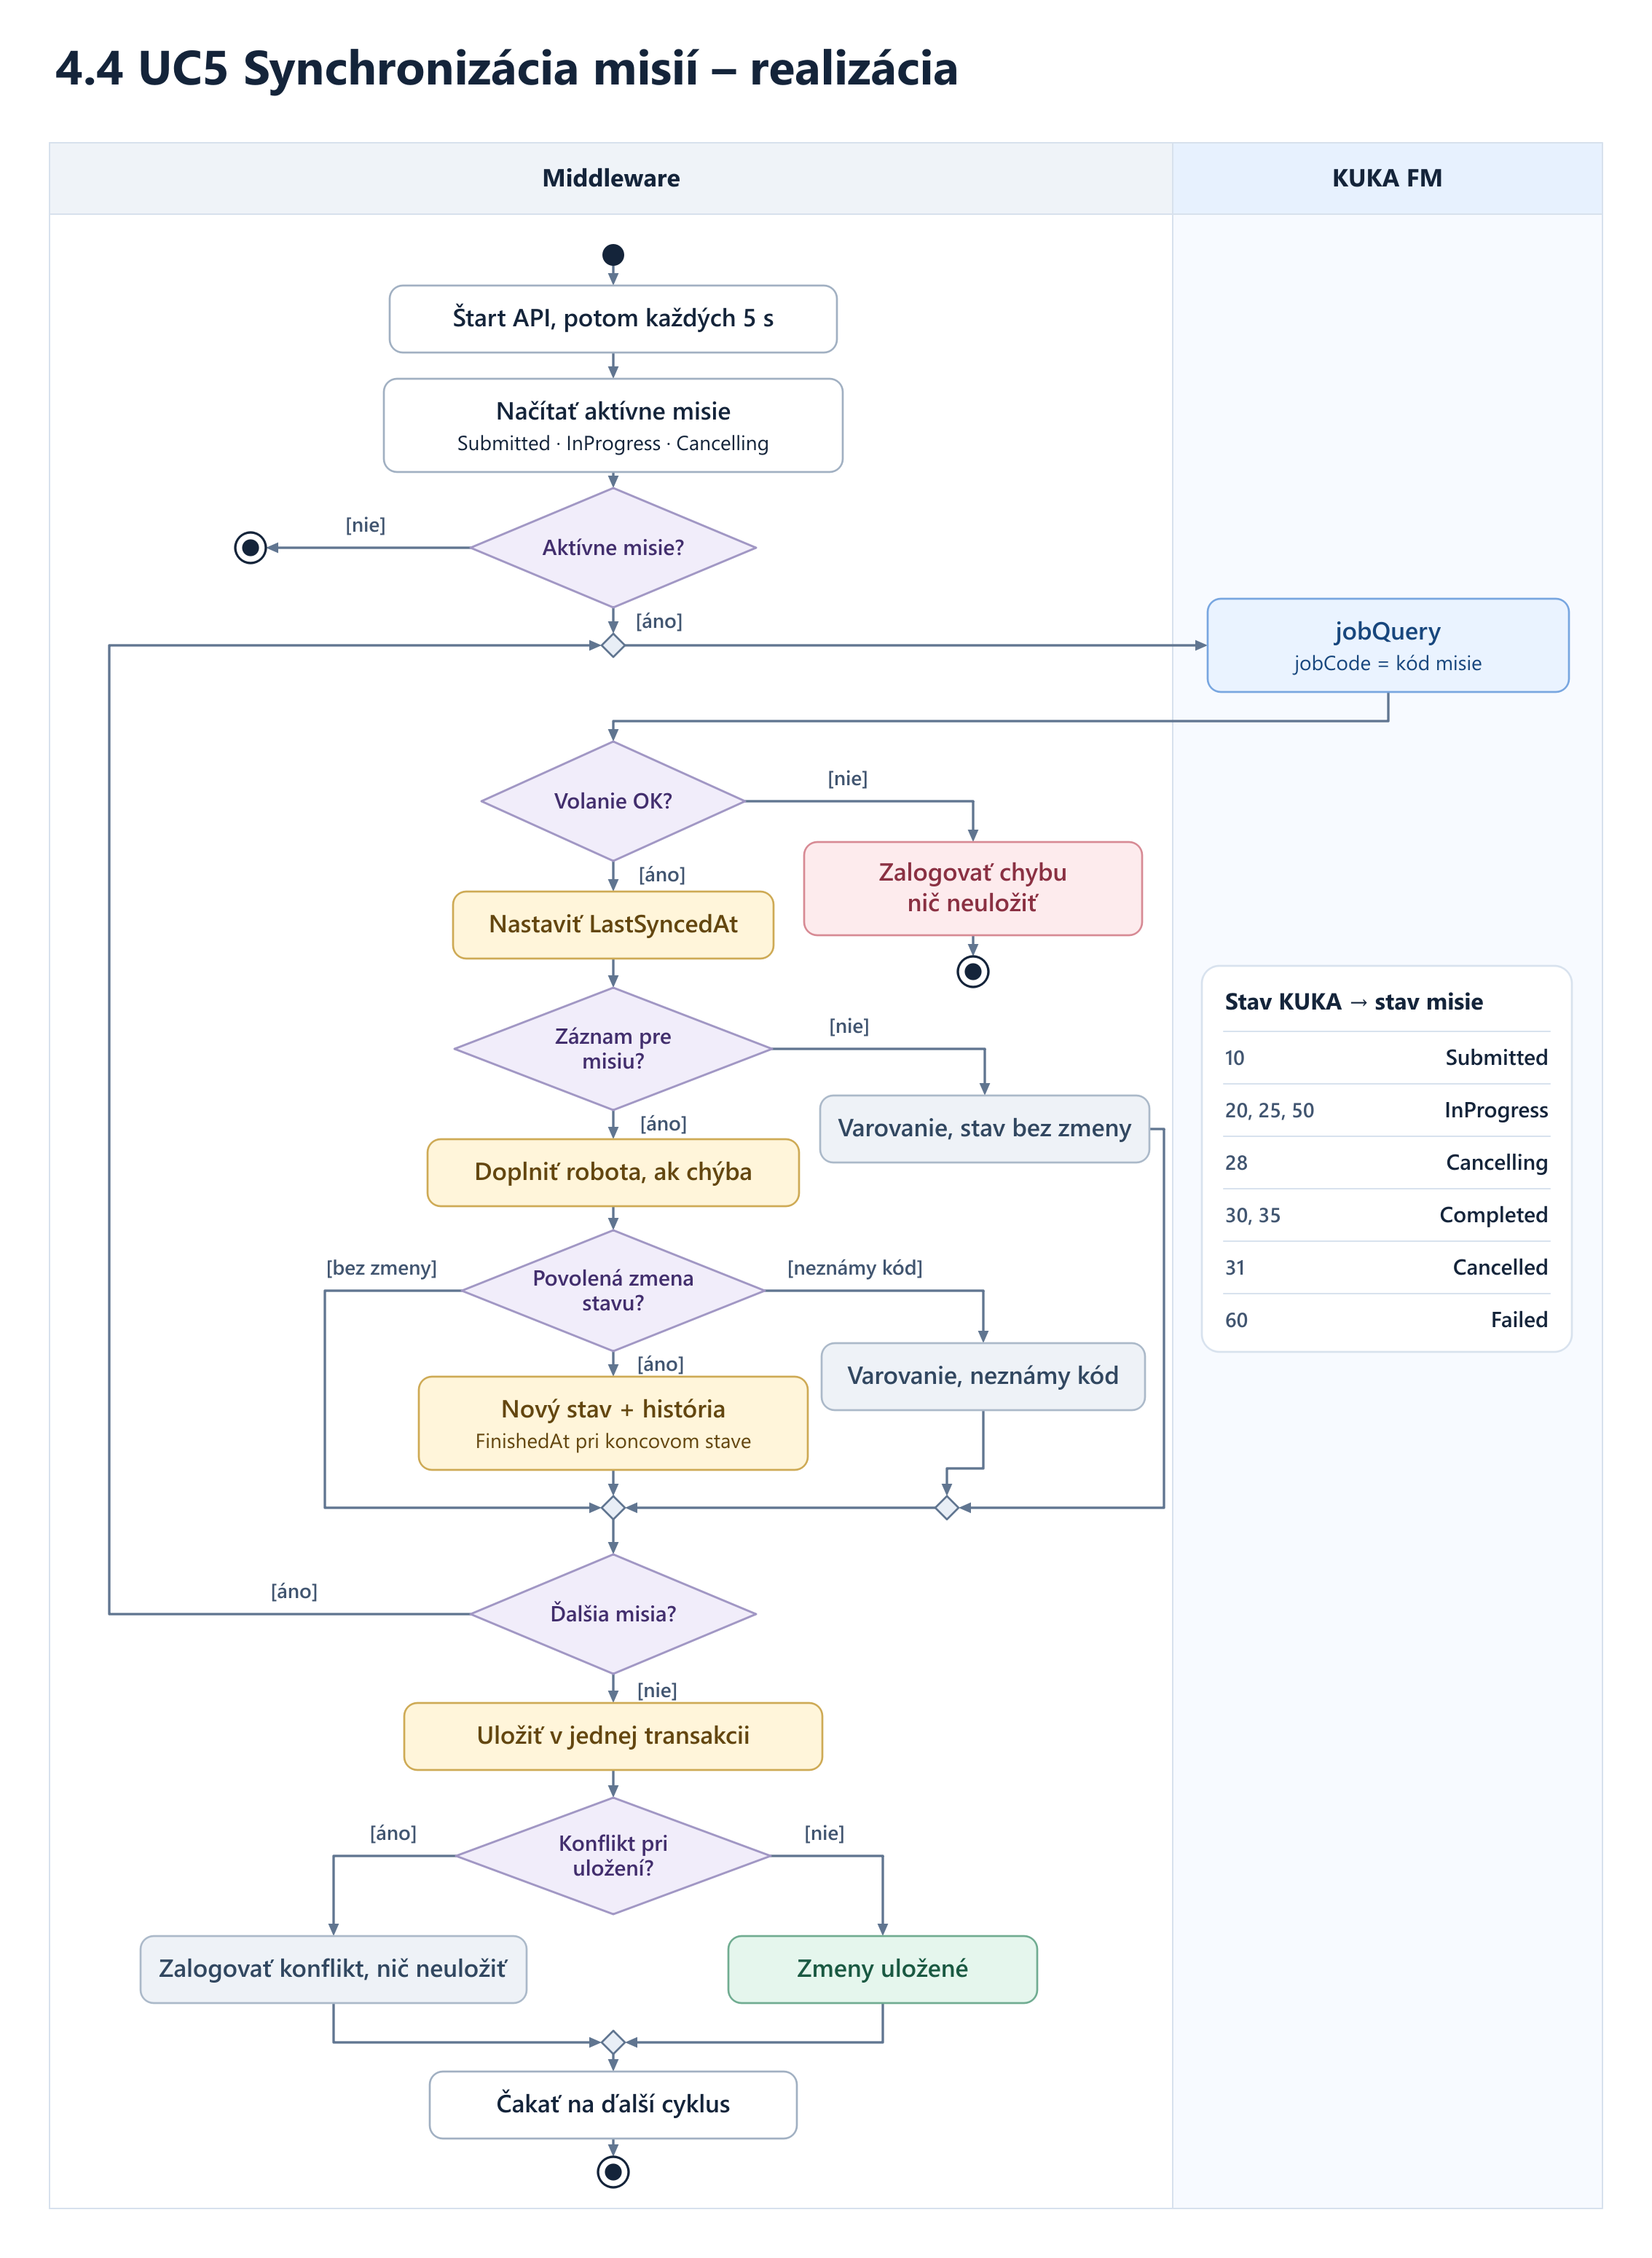 4.4 UC5 Synchronizácia misií – realizácia
Middleware
KUKA FM
Štart API, potom každých 5 s
Načítať aktívne misie
Submitted · InProgress · Cancelling
Aktívne misie?
[nie]
[áno]
jobQuery
jobCode = kód misie
Volanie OK?
[nie]
Zalogovať chybu
nič neuložiť
[áno]
Nastaviť LastSyncedAt
Záznam pre
misiu?
[nie]
Varovanie, stav bez zmeny
[áno]
Doplniť robota, ak chýba
Povolená zmena
stavu?
[bez zmeny]
[neznámy kód]
Varovanie, neznámy kód
[áno]
Nový stav + história
FinishedAt pri koncovom stave
Ďalšia misia?
[áno]
[nie]
Uložiť v jednej transakcii
Konflikt pri
uložení?
[áno]
[nie]
Zalogovať konflikt, nič neuložiť
Zmeny uložené
Čakať na ďalší cyklus
Stav KUKA → stav misie
10 Submitted
20, 25, 50 InProgress
28 Cancelling
30, 35 Completed
31 Cancelled
60 Failed